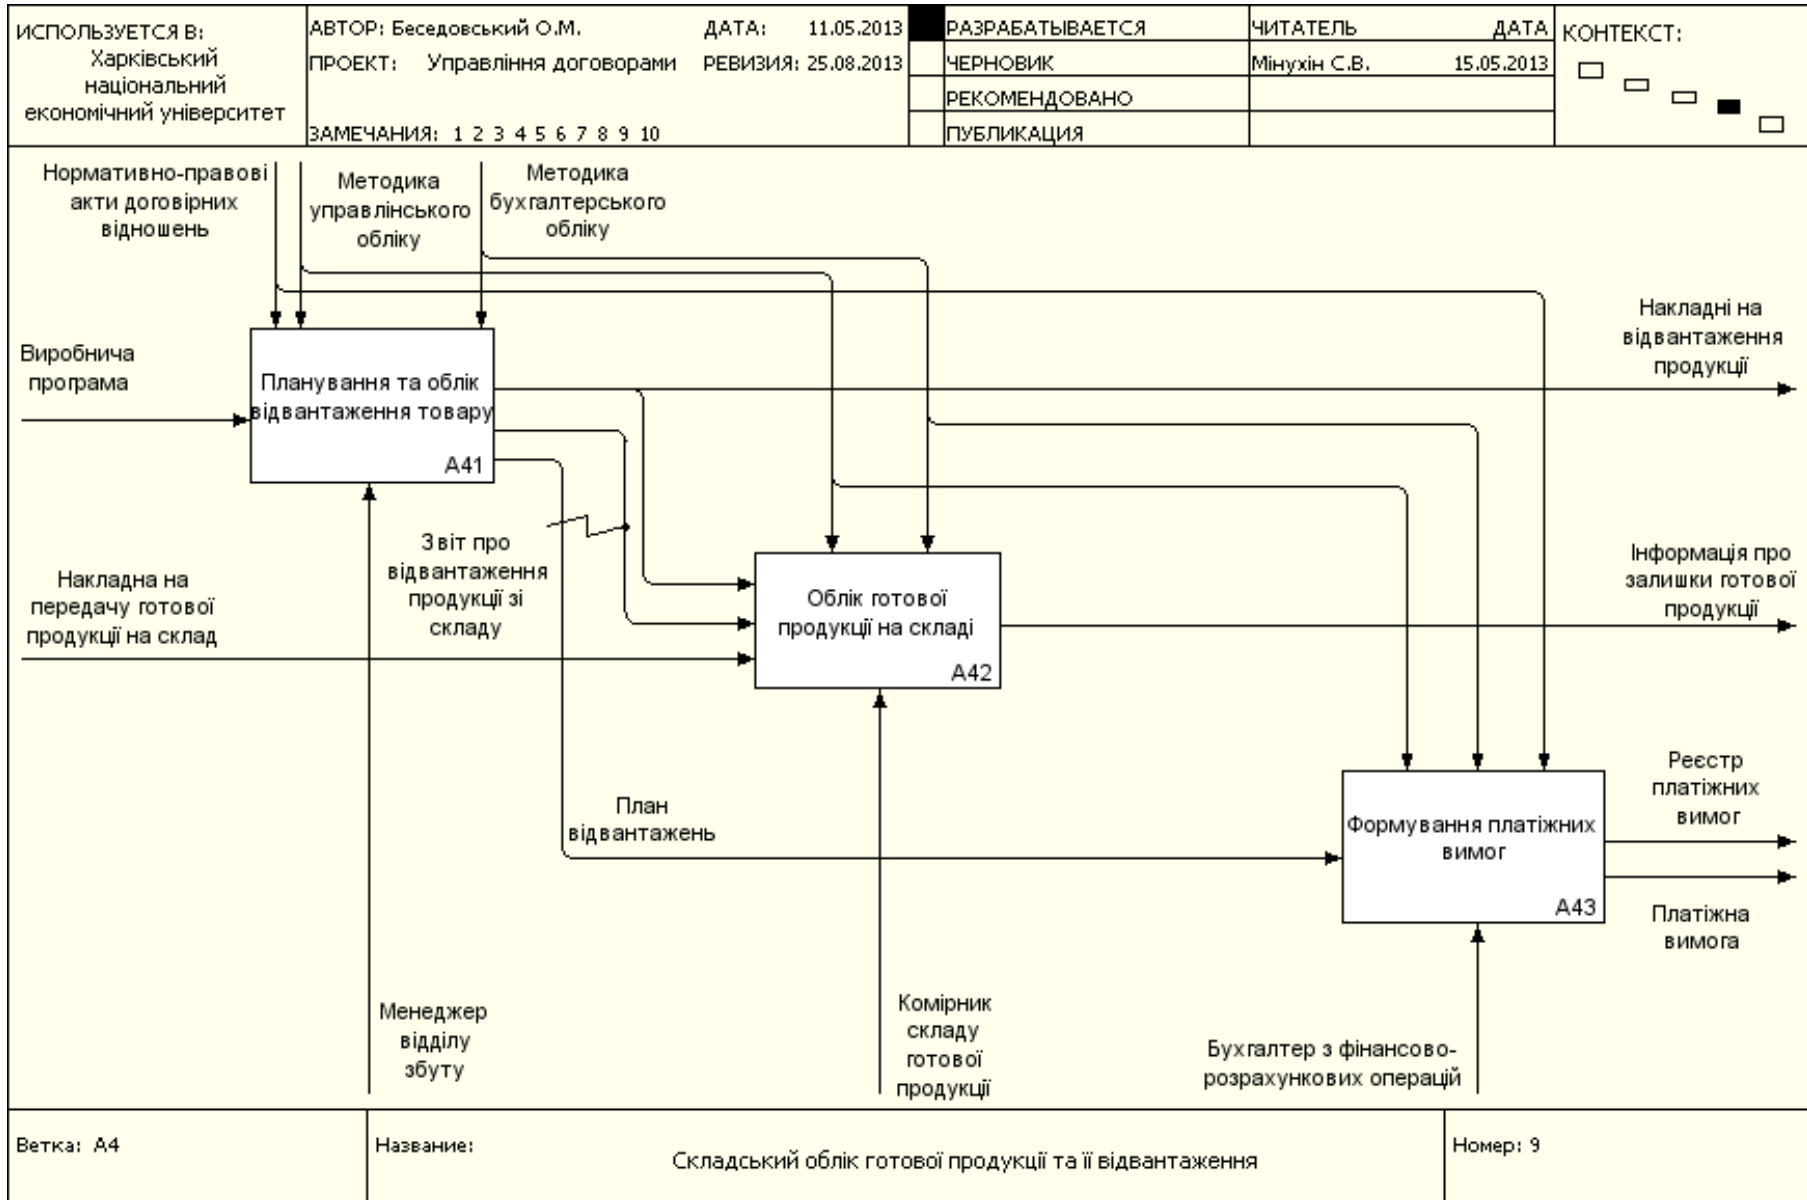 ИСПОЛЬЗУЕТСЯ В:
Харківський
національний
економічний університет
АВТОР: Беседовський О.М.
ДАТА: 11.05.2013
ПРОЕКТ: Управління договорами
РЕВИЗИЯ: 25.08.2013
ЗАМЕЧАНИЯ: 1 2 3 4 5 6 7 8 9 10
РАЗРАБАТЫВАЕТСЯ
ЧЕРНОВИК
РЕКОМЕНДОВАНО
ПУБЛИКАЦИЯ
ЧИТАТЕЛЬ ДАТА
Мінухін С.В. 15.05.2013
КОНТЕКСТ:
Нормативно-правові
акти договірних
відношень
Методика
управлінського
обліку
Методика
бухгалтерського
обліку
Накладні на
відвантаження
продукції
Виробнича
програма
Планування та облік
відвантаження товару
A41
Звіт про
відвантаження
продукції зі
складу
Накладна на
передачу готової
продукції на склад
Облік готової
продукції на складі
A42
Інформація про
залишки готової
продукції
План
відвантажень
Формування платіжних
вимог
A43
Реєстр
платіжних
вимог
Платіжна
вимога
Менеджер
відділу
збуту
Комірник
складу
готової
продукції
Бухгалтер з фінансово-
розрахункових операцій
Ветка: A4
Название:
Складський облік готової продукції та її відвантаження
Номер: 9